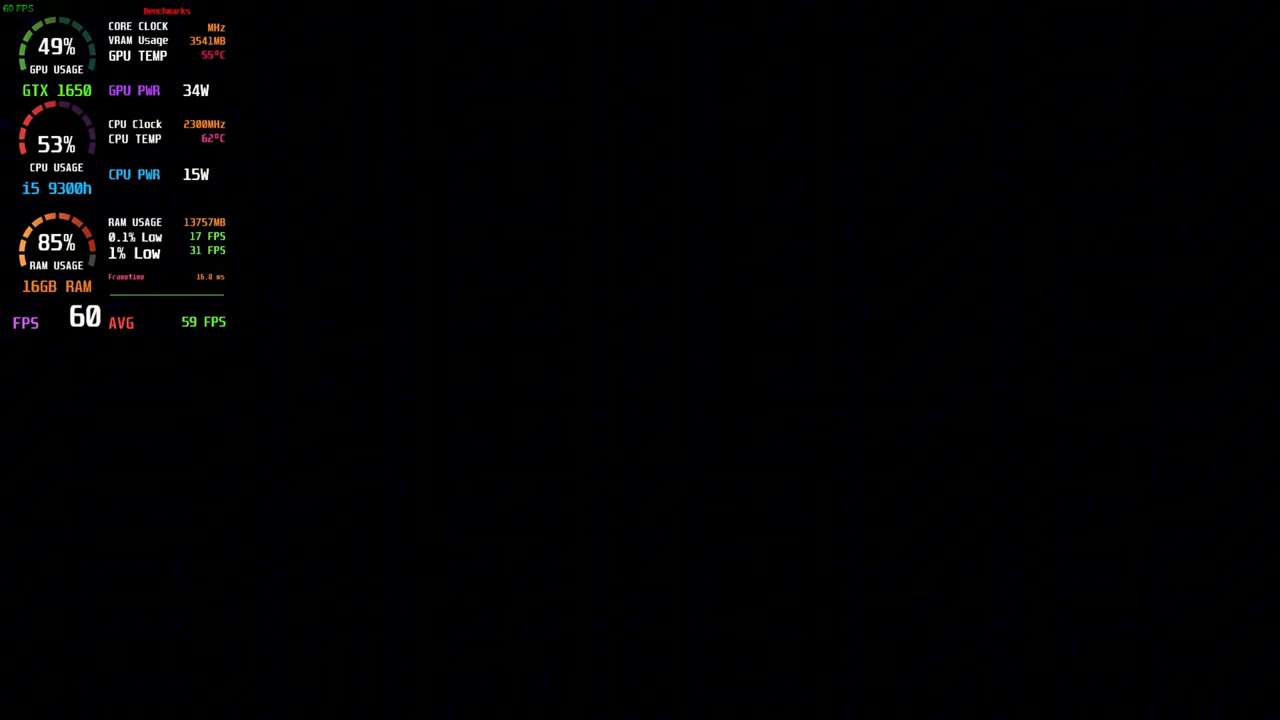 60 FPS
Benchmarks
49%
GPU USAGE
GTX 1650
CORE CLOCK MHz
VRAM Usage 3541MB
GPU TEMP 55°C
GPU PWR 34W
53%
CPU USAGE
i5 9300h
CPU Clock 2300MHz
CPU TEMP 62°C
CPU PWR 15W
85%
RAM USAGE
16GB RAM
RAM USAGE 13757MB
0.1% Low 17 FPS
1% Low 31 FPS
Frametime 16.8 ms
FPS 60 AVG 59 FPS